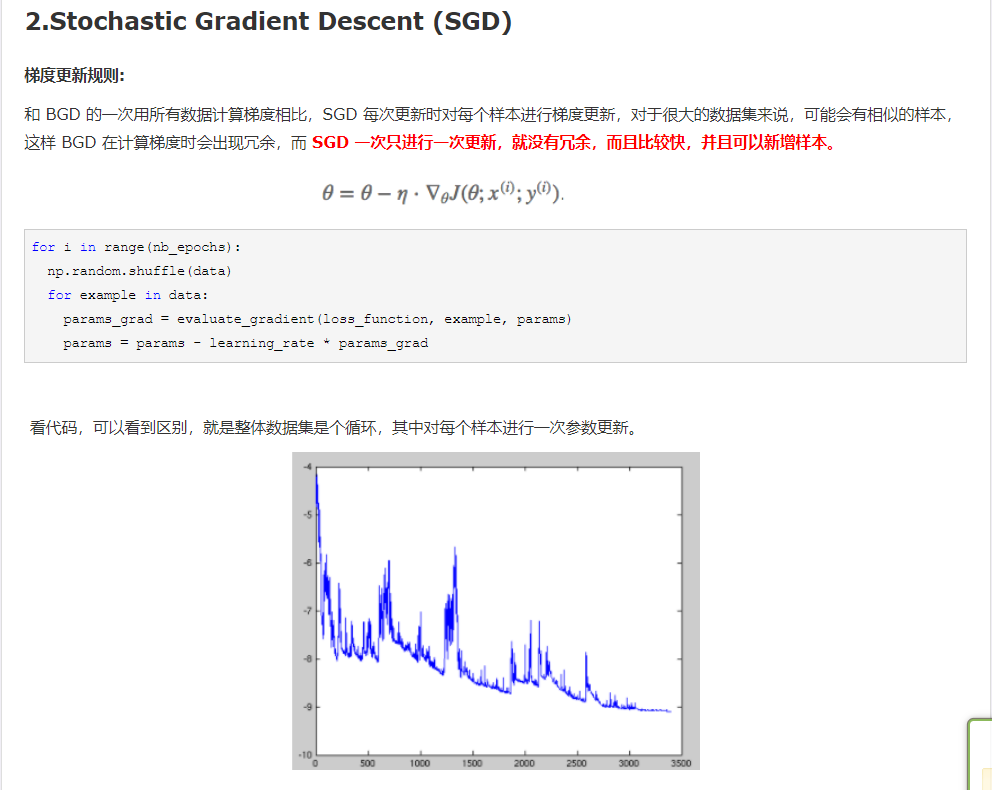 2.Stochastic Gradient Descent (SGD)
梯度更新规则:
和 BGD 的一次用所有数据计算梯度相比，SGD 每次更新时对每个样本进行梯度更新，对于很大的数据集来说，可能会有相似的样本，
这样 BGD 在计算梯度时会出现冗余，而 SGD 一次只进行一次更新，就没有冗余，而且比较快，并且可以新增样本。
θ = θ − η · ∇θJ(θ; x(i); y(i)).
for i in range(nb_epochs):
  np.random.shuffle(data)
  for example in data:
    params_grad = evaluate_gradient(loss_function, example, params)
    params = params - learning_rate * params_grad
看代码，可以看到区别，就是整体数据集是个循环，其中对每个样本进行一次参数更新。
-4
-5
-6
-7
-8
-9
-10
0 500 1000 1500 2000 2500 3000 3500